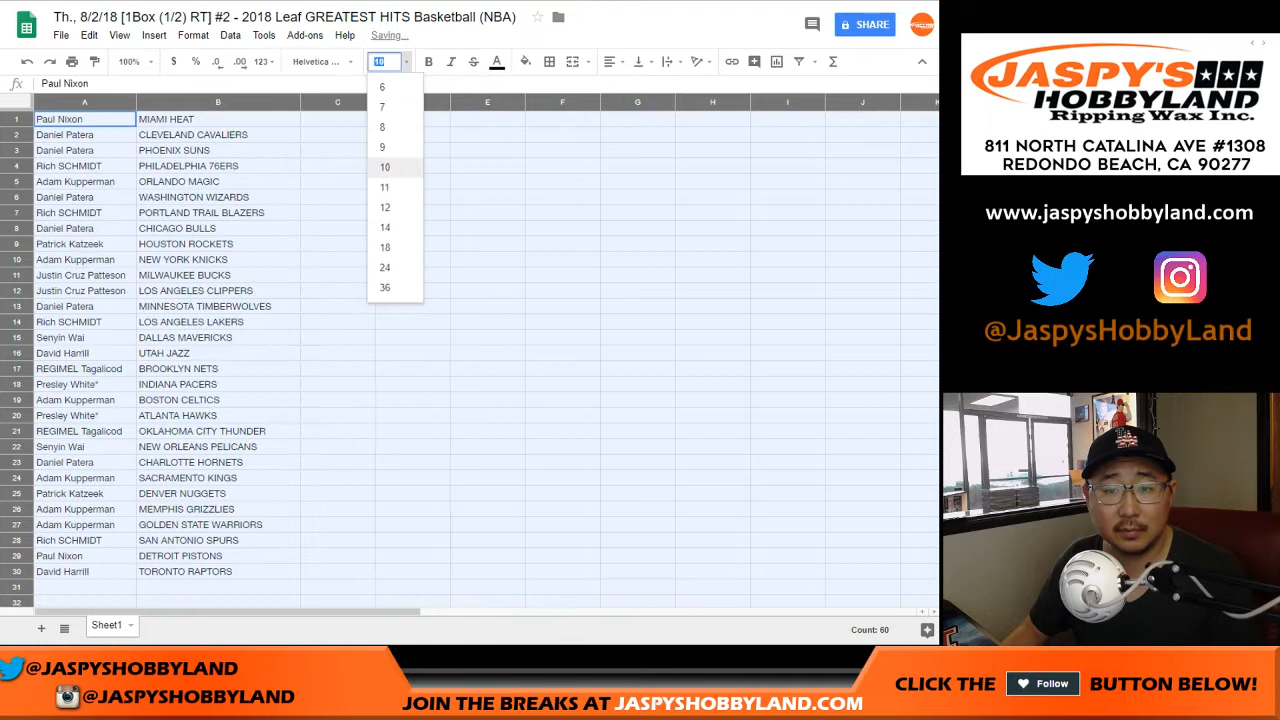 Th., 8/2/18 [1Box (1/2) RT] #2 - 2018 Leaf GREATEST HITS Basketball (NBA)
File Edit View Insert Format Data Tools Add-ons Help Saving...
SHARE
100% $ % .0 .00 123 Helvetica ... 10 B I S A Σ
fx Paul Nixon
A B C E F G H I J K
1 Paul Nixon MIAMI HEAT
2 Daniel Patera CLEVELAND CAVALIERS
3 Daniel Patera PHOENIX SUNS
4 Rich SCHMIDT PHILADELPHIA 76ERS
5 Adam Kupperman ORLANDO MAGIC
6 Daniel Patera WASHINGTON WIZARDS
7 Rich SCHMIDT PORTLAND TRAIL BLAZERS
8 Daniel Patera CHICAGO BULLS
9 Patrick Katzeek HOUSTON ROCKETS
10 Adam Kupperman NEW YORK KNICKS
11 Justin Cruz Patteson MILWAUKEE BUCKS
12 Justin Cruz Patteson LOS ANGELES CLIPPERS
13 Daniel Patera MINNESOTA TIMBERWOLVES
14 Rich SCHMIDT LOS ANGELES LAKERS
15 Senyin Wai DALLAS MAVERICKS
16 David Harrill UTAH JAZZ
17 REGIMEL Tagalicod BROOKLYN NETS
18 Presley White* INDIANA PACERS
19 Adam Kupperman BOSTON CELTICS
20 Presley White* ATLANTA HAWKS
21 REGIMEL Tagalicod OKLAHOMA CITY THUNDER
22 Senyin Wai NEW ORLEANS PELICANS
23 Daniel Patera CHARLOTTE HORNETS
24 Adam Kupperman SACRAMENTO KINGS
25 Patrick Katzeek DENVER NUGGETS
26 Adam Kupperman MEMPHIS GRIZZLIES
27 Adam Kupperman GOLDEN STATE WARRIORS
28 Rich SCHMIDT SAN ANTONIO SPURS
29 Paul Nixon DETROIT PISTONS
30 David Harrill TORONTO RAPTORS
31
32
6
7
8
9
10
11
12
14
18
24
36
Sheet1
Count: 60
JASPY'S
HOBBYLAND
Ripping Wax Inc.
811 NORTH CATALINA AVE #1308
REDONDO BEACH, CA 90277
www.jaspyshobbyland.com
@JaspysHobbyLand
@JASPYSHOBBYLAND
@JASPYSHOBBYLAND
JOIN THE BREAKS AT JASPYSHOBBYLAND.COM
CLICK THE Follow BUTTON BELOW!